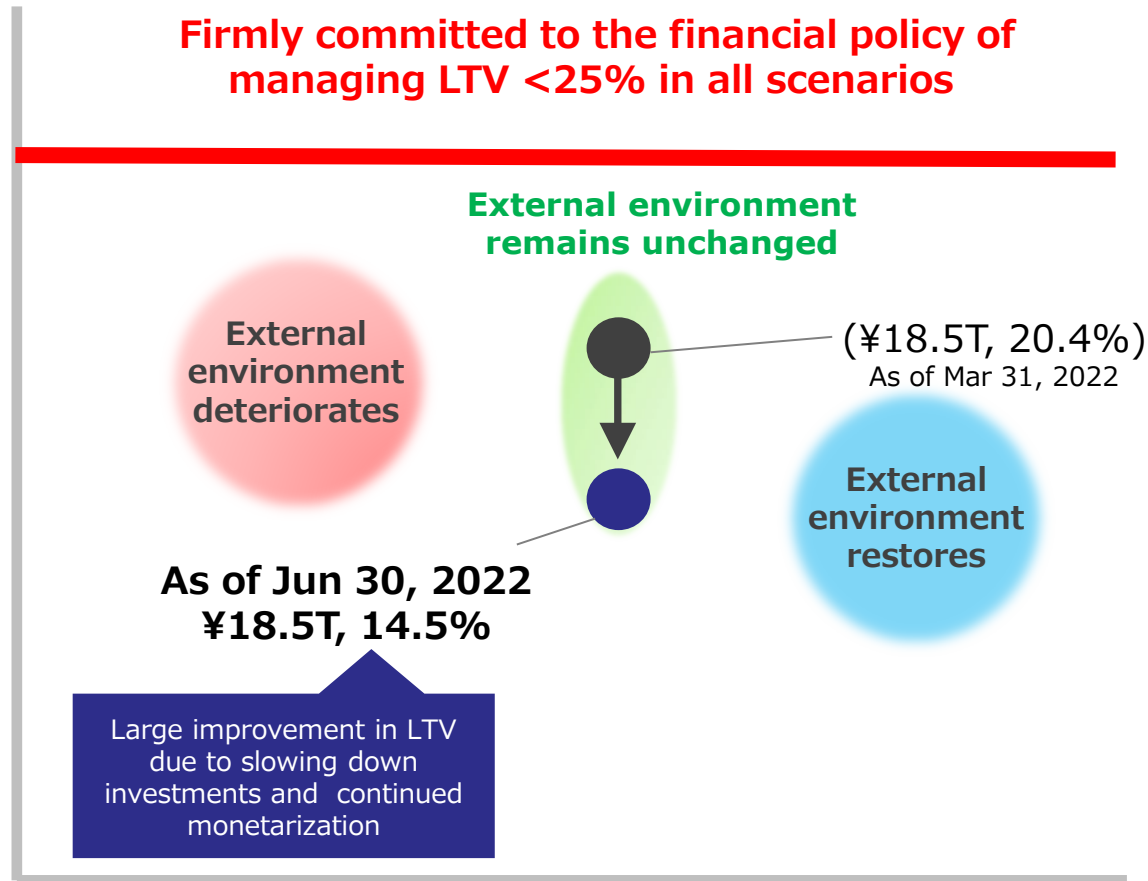 Firmly committed to the financial policy of
managing LTV <25% in all scenarios
External environment
remains unchanged
External
environment
deteriorates
(¥18.5T, 20.4%)
As of Mar 31, 2022
External
environment
restores
As of Jun 30, 2022
¥18.5T, 14.5%
Large improvement in LTV
due to slowing down
investments and  continued
monetarization